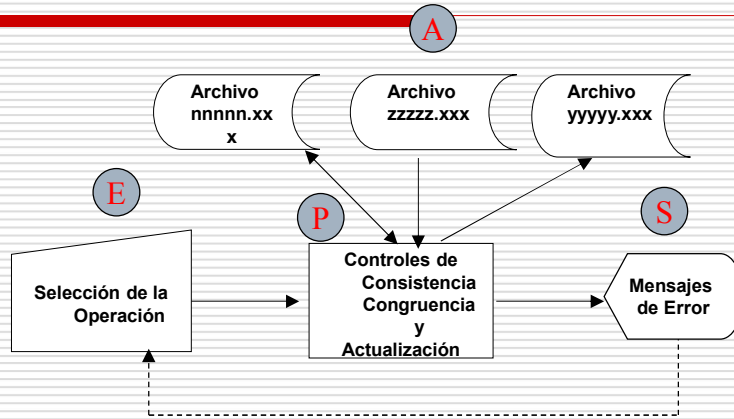 A
Archivo
nnnnn.xx
x
Archivo
zzzzz.xxx
Archivo
yyyyy.xxx
E
P
S
Selección de la
Operación
Controles de
Consistencia
Congruencia
y
Actualización
Mensajes
de Error